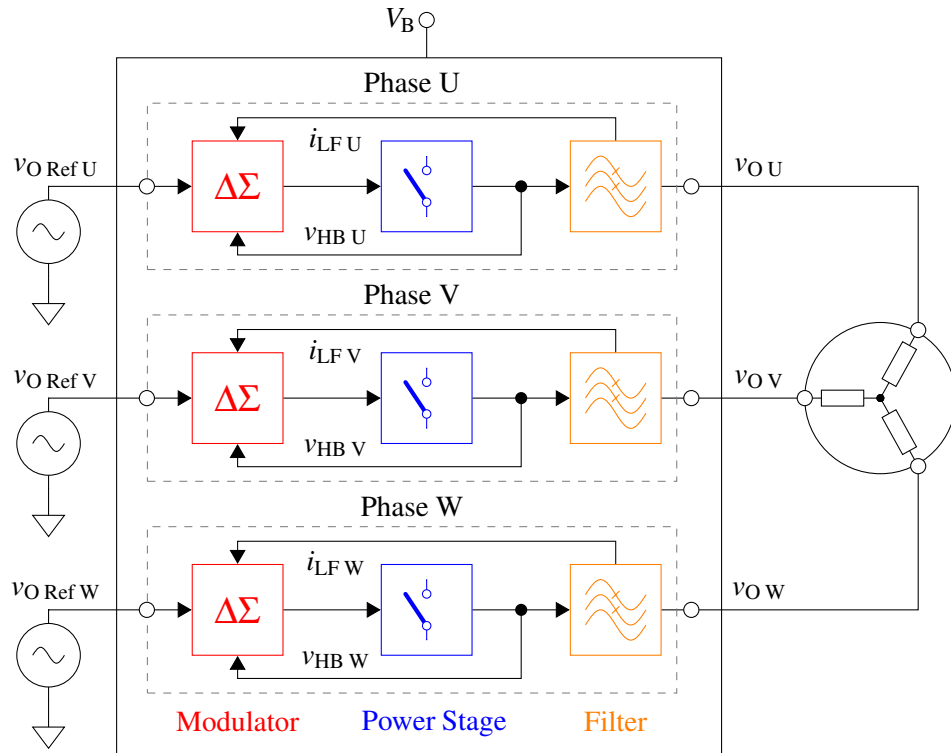 V_B
Phase U
v_O Ref U
ΔΣ
i_LF U
v_HB U
v_O U
Phase V
v_O Ref V
ΔΣ
i_LF V
v_HB V
v_O V
Phase W
v_O Ref W
ΔΣ
i_LF W
v_HB W
v_O W
Modulator Power Stage Filter